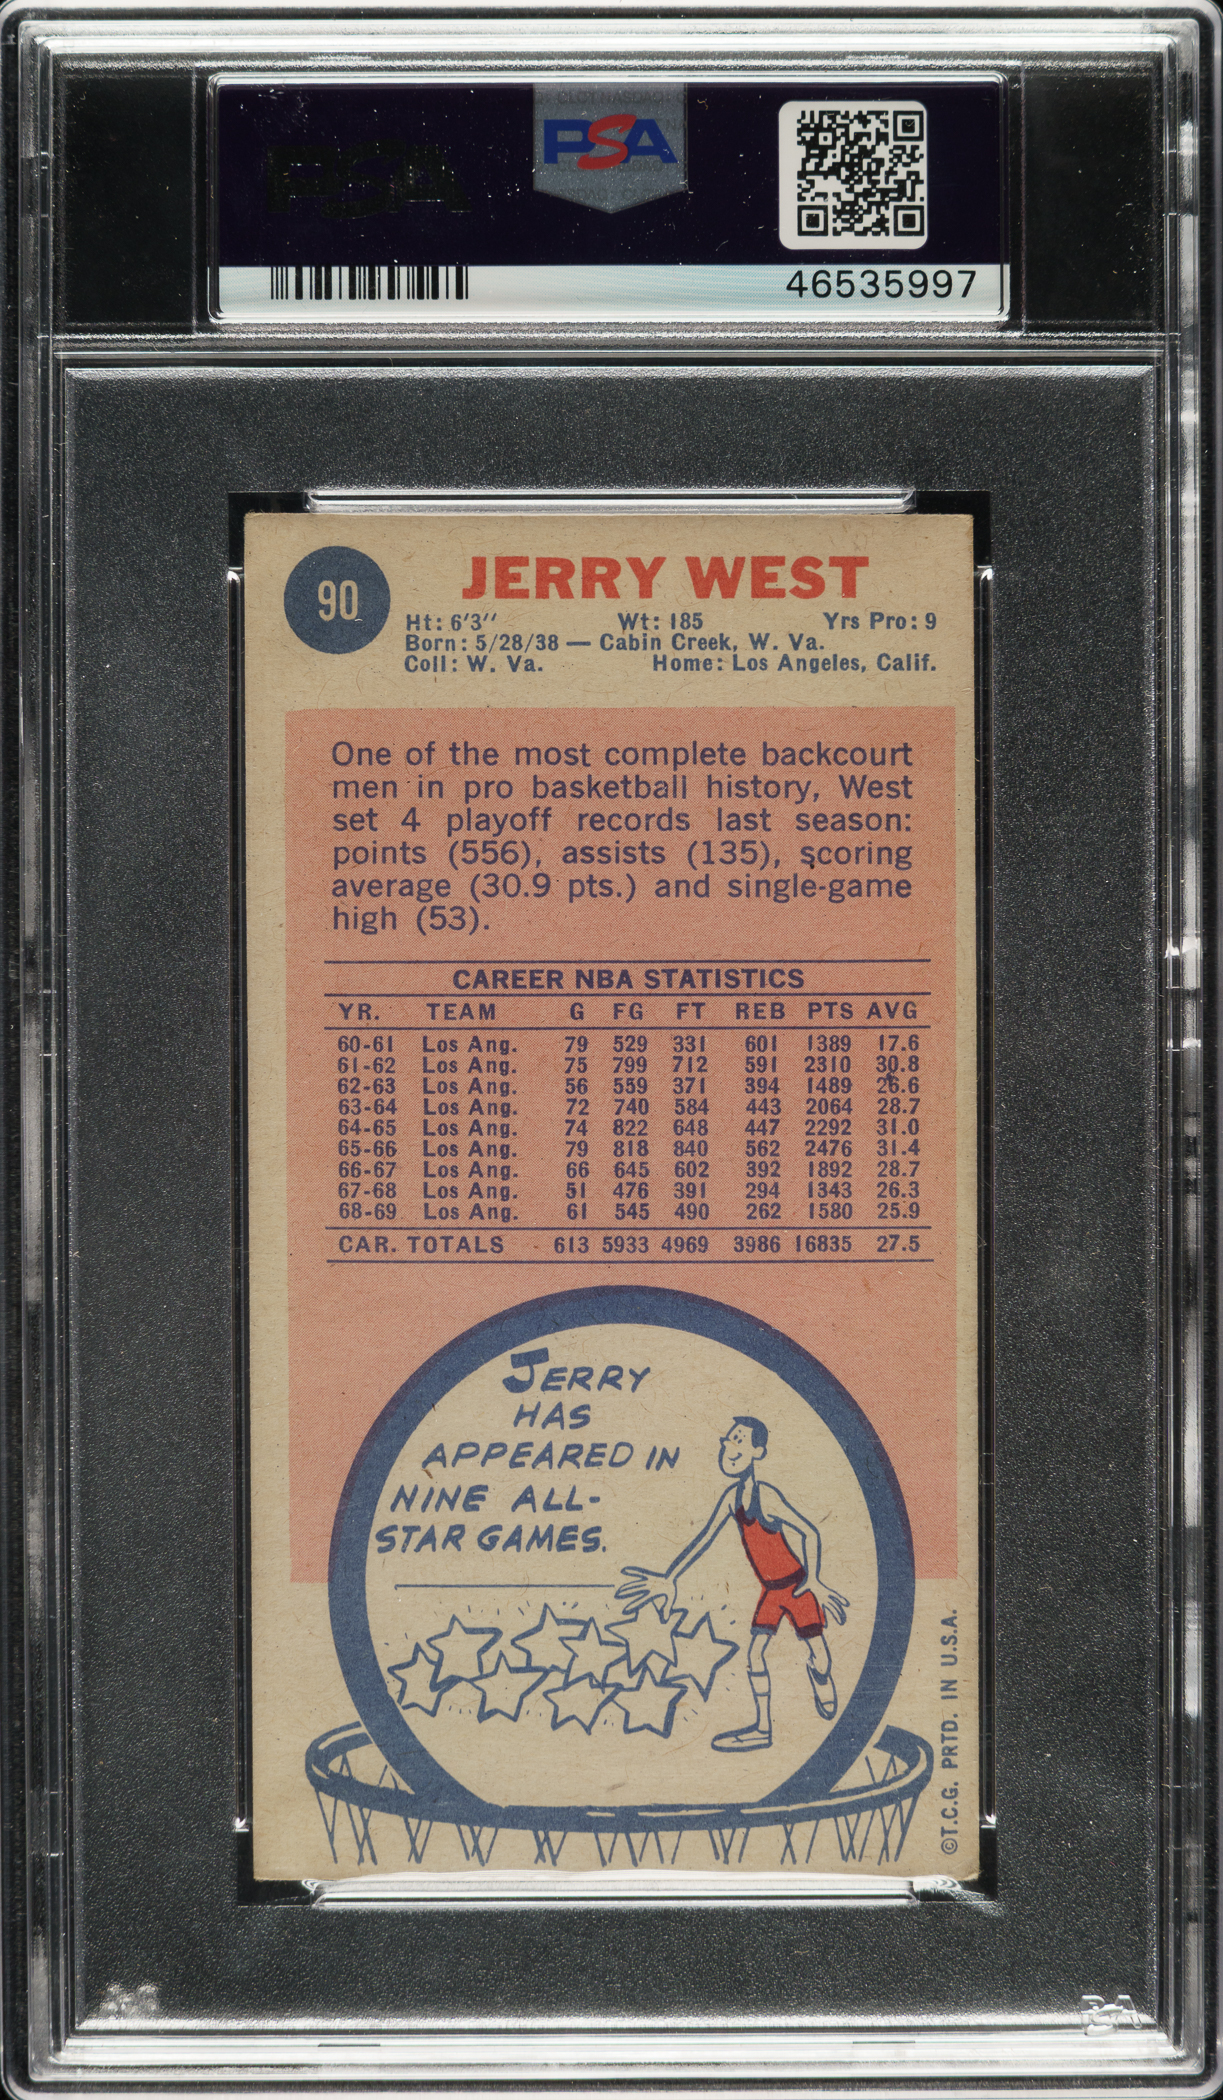 PSA
46535997
90
JERRY WEST
Ht: 6'3" Wt: 185 Yrs Pro: 9
Born: 5/28/38 — Cabin Creek, W. Va.
Coll: W. Va. Home: Los Angeles, Calif.
One of the most complete backcourt
men in pro basketball history, West
set 4 playoff records last season:
points (556), assists (135), scoring
average (30.9 pts.) and single-game
high (53).
CAREER NBA STATISTICS
YR. TEAM G FG FT REB PTS AVG
60-61 Los Ang. 79 529 331 601 1389 17.6
61-62 Los Ang. 75 799 712 591 2310 30.8
62-63 Los Ang. 56 559 371 394 1489 26.6
63-64 Los Ang. 72 740 584 443 2064 28.7
64-65 Los Ang. 74 822 648 447 2292 31.0
65-66 Los Ang. 79 818 840 562 2476 31.4
66-67 Los Ang. 66 645 602 392 1892 28.7
67-68 Los Ang. 51 476 391 294 1343 26.3
68-69 Los Ang. 61 545 490 262 1580 25.9
CAR. TOTALS 613 5933 4969 3986 16835 27.5
JERRY
HAS
APPEARED IN
NINE ALL-
STAR GAMES.
©T.C.G. PRTD. IN U.S.A.
PSA